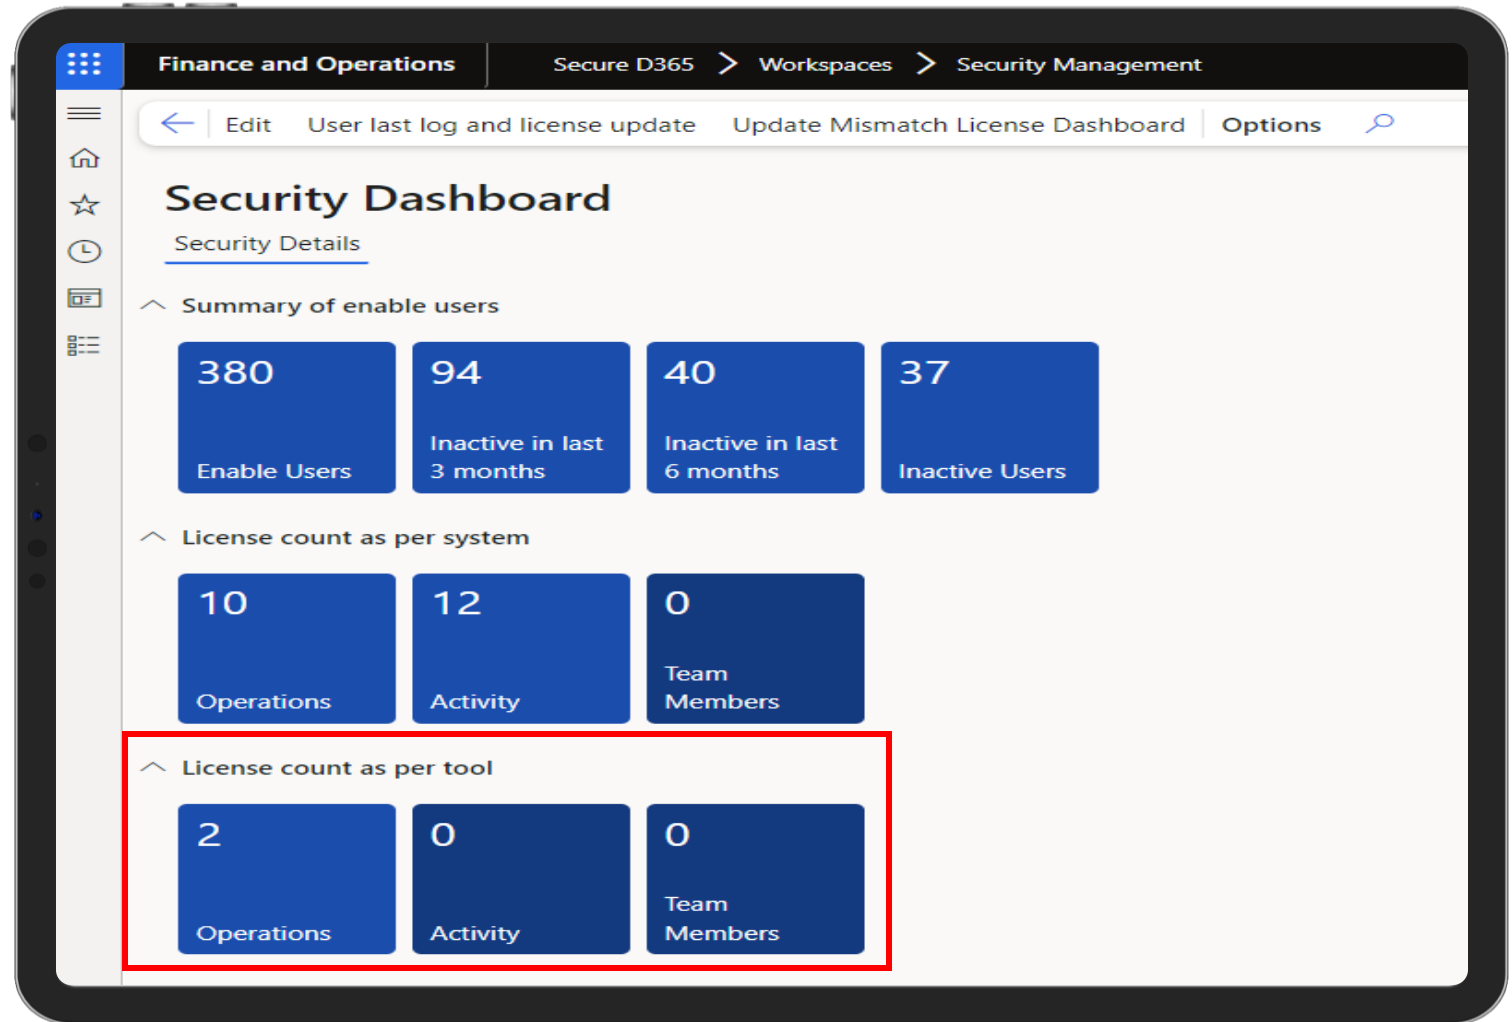 Finance and Operations
Secure D365 > Workspaces > Security Management
Edit
User last log and license update
Update Mismatch License Dashboard
Options
Security Dashboard
Security Details
Summary of enable users
380
Enable Users
94
Inactive in last
3 months
40
Inactive in last
6 months
37
Inactive Users
License count as per system
10
Operations
12
Activity
0
Team
Members
License count as per tool
2
Operations
0
Activity
0
Team
Members